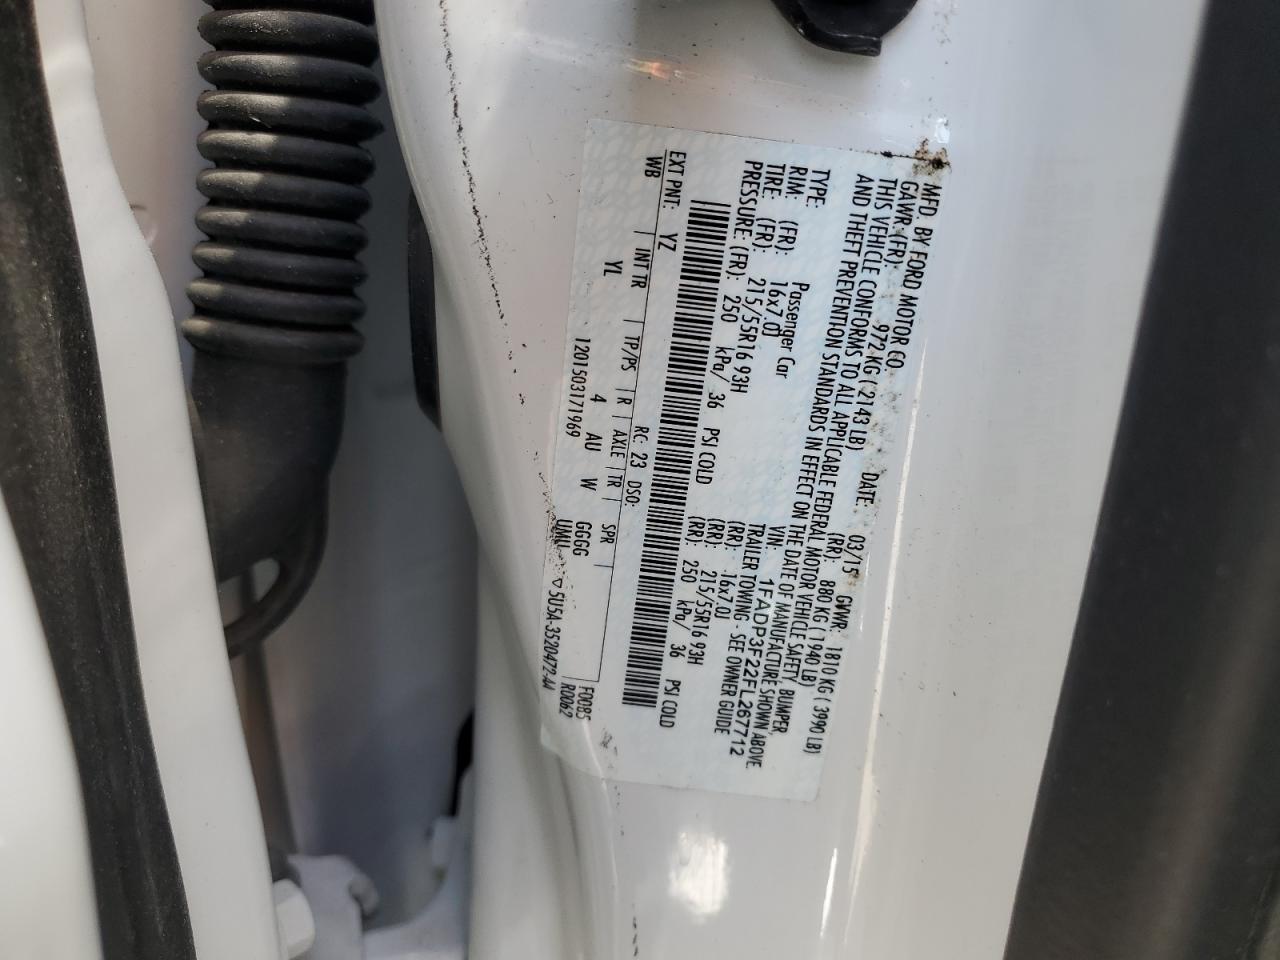 MFD. BY FORD MOTOR CO.
DATE: 03/15 GVWR: 1810 KG ( 3990 LB)
GAWR (FR): 972 KG ( 2143 LB) (RR): 880 KG ( 1940 LB)
THIS VEHICLE CONFORMS TO ALL APPLICABLE FEDERAL MOTOR VEHICLE SAFETY, BUMPER,
AND THEFT PREVENTION STANDARDS IN EFFECT ON THE DATE OF MANUFACTURE SHOWN ABOVE.
VIN: 1FADP3F22FL267712
TYPE: Passenger Car TRAILER TOWING - SEE OWNER GUIDE
RIM: (FR): 16x7.0J (RR): 16x7.0J
TIRE: (FR): 215/55R16 93H (RR): 215/55R16 93H
PRESSURE: (FR): 250 kPa/ 36 PSI COLD (RR): 250 kPa/ 36 PSI COLD
EXT PNT: YZ RC: 23 DSO: F0085
WB INT TR TP/PS R AXLE TR SPR R0062
YL 4 AU W GGGG
1201503171969 UMLL 5U5A-3520472-AA